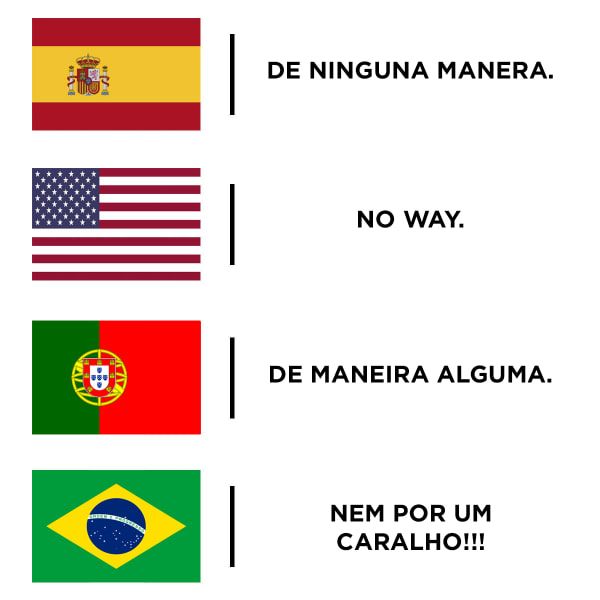 DE NINGUNA MANERA.
NO WAY.
DE MANEIRA ALGUMA.
NEM POR UM
CARALHO!!!